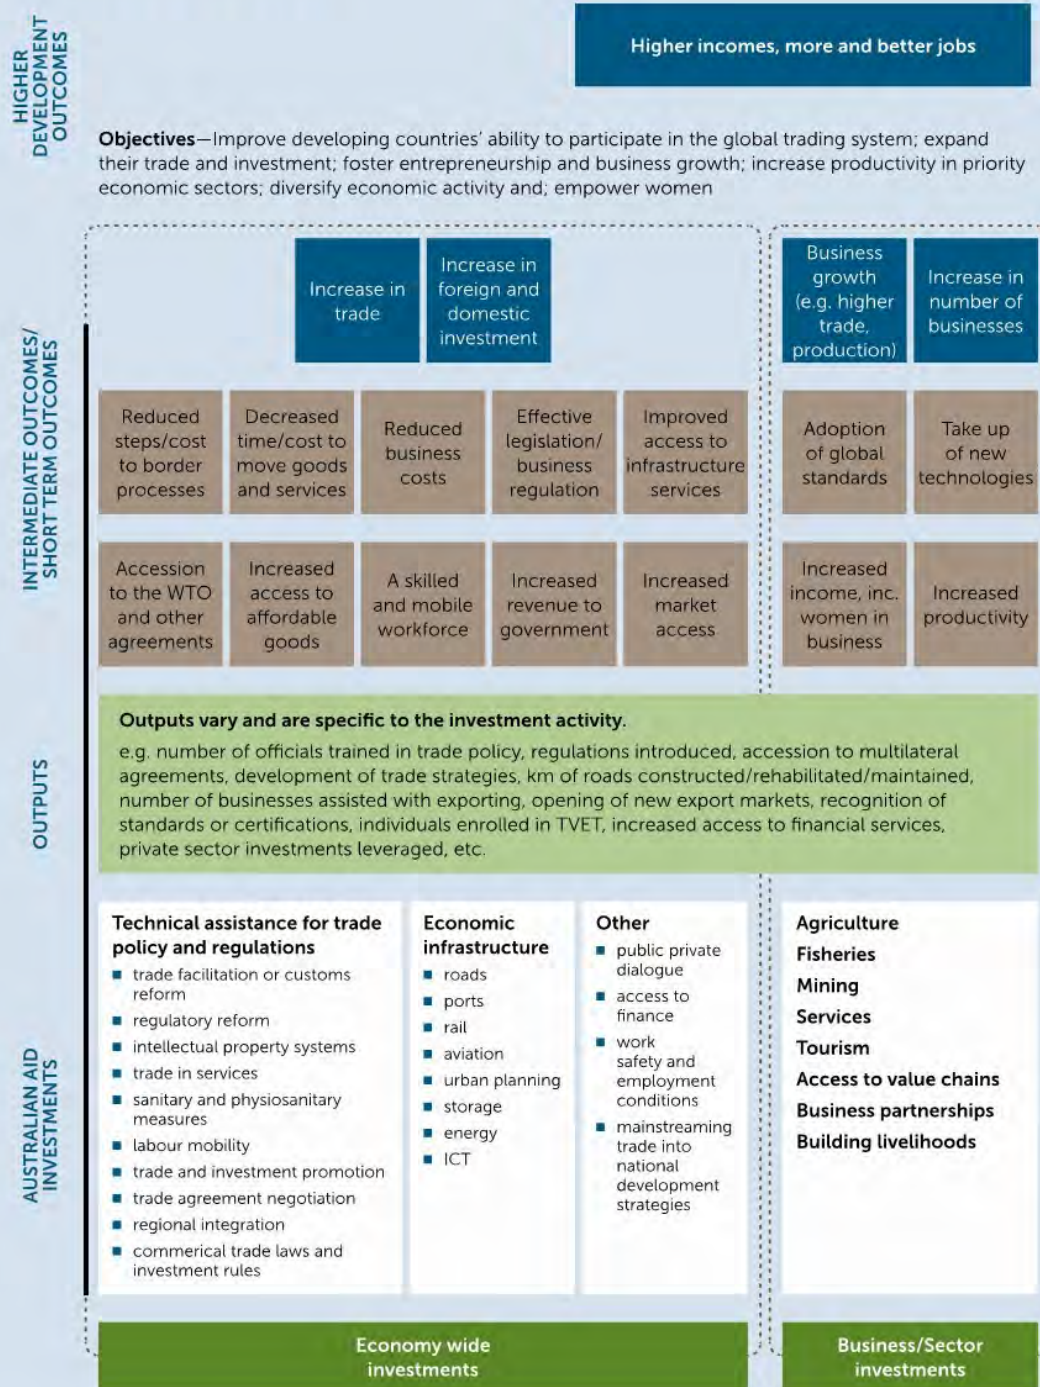 HIGHER
DEVELOPMENT
OUTCOMES
Higher incomes, more and better jobs
Objectives—Improve developing countries' ability to participate in the global trading system; expand
their trade and investment; foster entrepreneurship and business growth; increase productivity in priority
economic sectors; diversify economic activity and; empower women
INTERMEDIATE OUTCOMES/
SHORT TERM OUTCOMES
Increase in
trade
Increase in
foreign and
domestic
investment
Business
growth
(e.g. higher
trade,
production)
Increase in
number of
businesses
Reduced
steps/cost
to border
processes
Decreased
time/cost to
move goods
and services
Reduced
business
costs
Effective
legislation/
business
regulation
Improved
access to
infrastructure
services
Adoption
of global
standards
Take up
of new
technologies
Accession
to the WTO
and other
agreements
Increased
access to
affordable
goods
A skilled
and mobile
workforce
Increased
revenue to
government
Increased
market
access
Increased
income, inc.
women in
business
Increased
productivity
OUTPUTS
Outputs vary and are specific to the investment activity.
e.g. number of officials trained in trade policy, regulations introduced, accession to multilateral
agreements, development of trade strategies, km of roads constructed/rehabilitated/maintained,
number of businesses assisted with exporting, opening of new export markets, recognition of
standards or certifications, individuals enrolled in TVET, increased access to financial services,
private sector investments leveraged, etc.
AUSTRALIAN AID
INVESTMENTS
Technical assistance for trade
policy and regulations
■ trade facilitation or customs
reform
■ regulatory reform
■ intellectual property systems
■ trade in services
■ sanitary and physiosanitary
measures
■ labour mobility
■ trade and investment promotion
■ trade agreement negotiation
■ regional integration
■ commerical trade laws and
investment rules
Economic
infrastructure
■ roads
■ ports
■ rail
■ aviation
■ urban planning
■ storage
■ energy
■ ICT
Other
■ public private
dialogue
■ access to
finance
■ work
safety and
employment
conditions
■ mainstreaming
trade into
national
development
strategies
Agriculture
Fisheries
Mining
Services
Tourism
Access to value chains
Business partnerships
Building livelihoods
Economy wide
investments
Business/Sector
investments